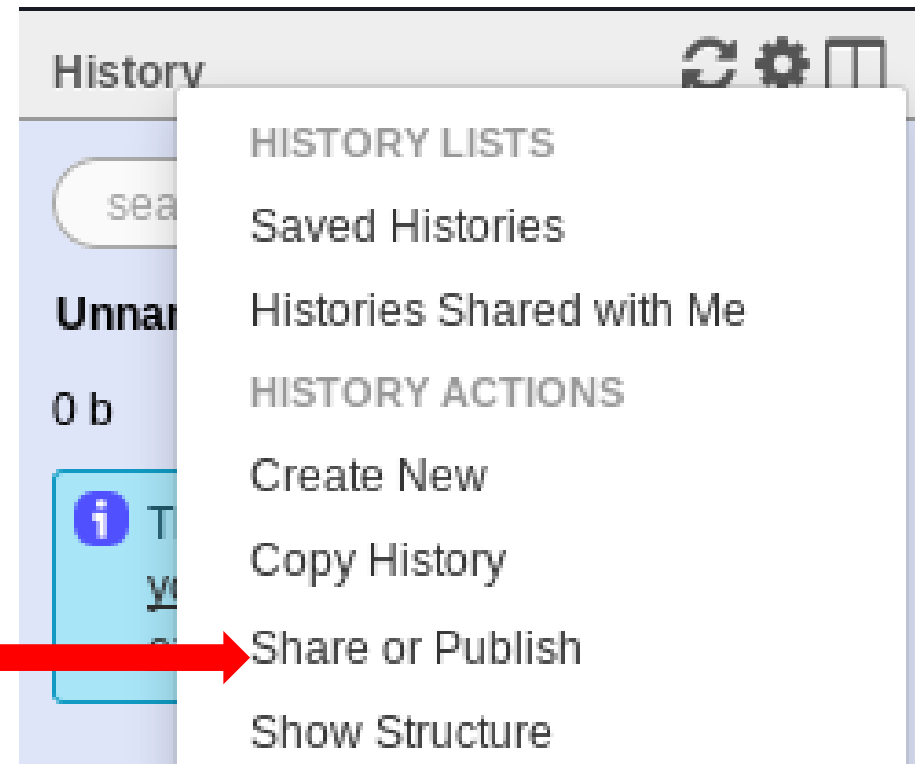 History
HISTORY LISTS
sea
Saved Histories
Unnar
Histories Shared with Me
HISTORY ACTIONS
0 b
Create New
Copy History
Share or Publish
Show Structure